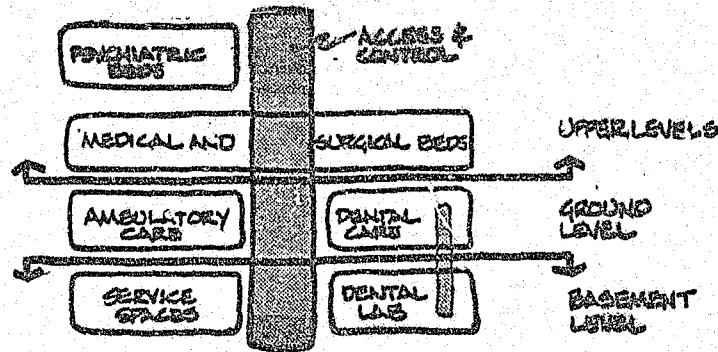 PSYCHIATRIC
BEDS
ACCESS &
CONTROL
MEDICAL AND
SURGICAL BEDS
UPPER LEVELS
AMBULATORY
CARE
DENTAL
CARE
GROUND
LEVEL
SERVICE
SPACES
DENTAL
LAB
BASEMENT
LEVEL